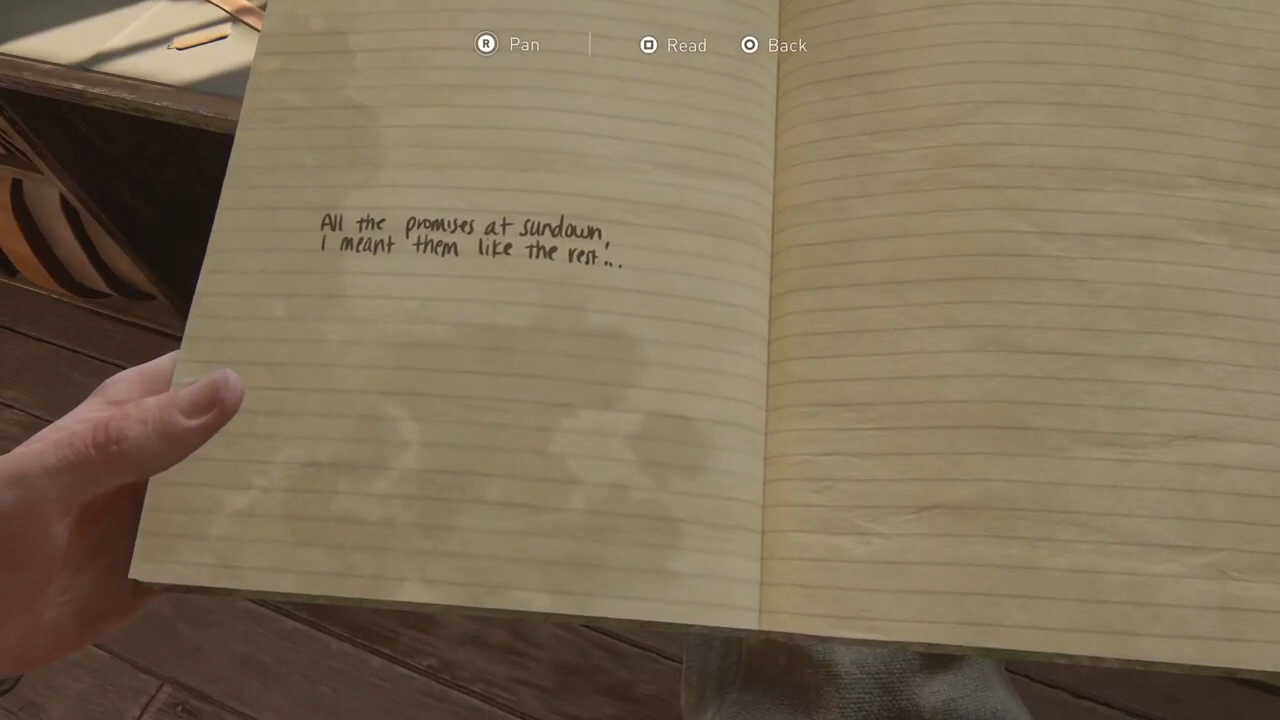 Pan
Read
Back
All the promises at sundown,
I meant them like the rest...